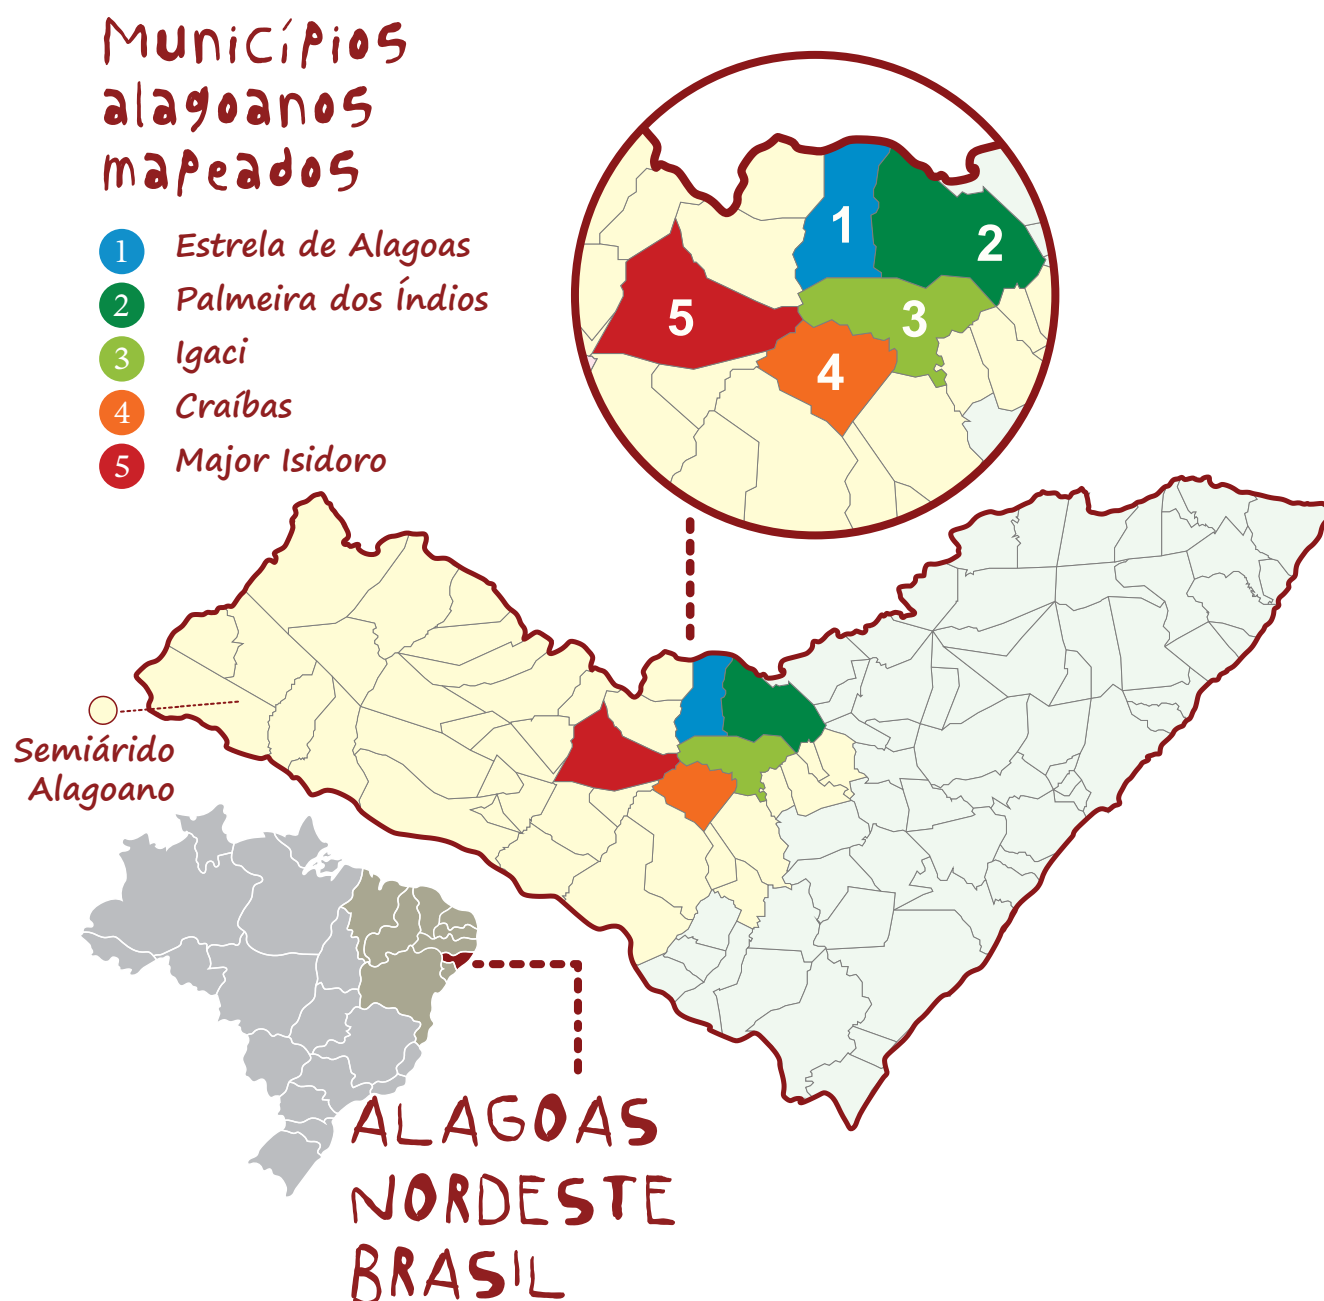 Municípios
alagoanos
mapeados
1 Estrela de Alagoas
2 Palmeira dos Índios
3 Igaci
4 Craíbas
5 Major Isidoro
1
2
3
4
5
Semiárido
Alagoano
ALAGOAS
NORDESTE
BRASIL